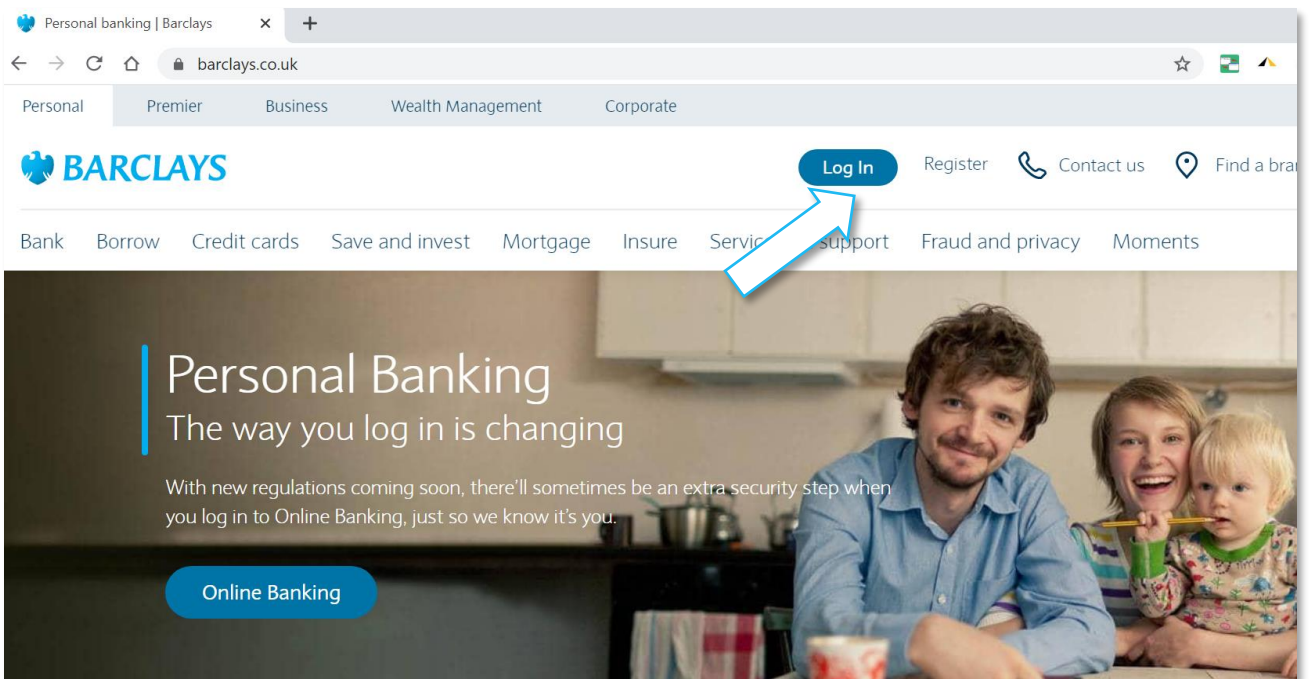 Personal banking | Barclays
barclays.co.uk
Personal Premier Business Wealth Management Corporate
BARCLAYS
Log In Register Contact us Find a
Bank Borrow Credit cards Save and invest Mortgage Insure support Fraud and privacy Moments
Personal Banking
The way you log in is changing
With new regulations coming soon, there'll sometimes be an extra security step when
you log in to Online Banking, just so we know it's you.
Online Banking